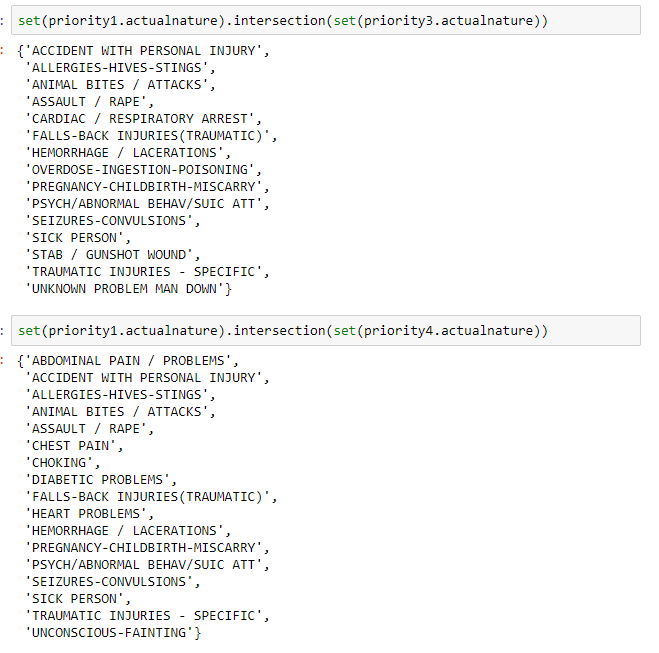 : set(priority1.actualnature).intersection(set(priority3.actualnature))
: {'ACCIDENT WITH PERSONAL INJURY',
'ALLERGIES-HIVES-STINGS',
'ANIMAL BITES / ATTACKS',
'ASSAULT / RAPE',
'CARDIAC / RESPIRATORY ARREST',
'FALLS-BACK INJURIES(TRAUMATIC)',
'HEMORRHAGE / LACERATIONS',
'OVERDOSE-INGESTION-POISONING',
'PREGNANCY-CHILDBIRTH-MISCARRY',
'PSYCH/ABNORMAL BEHAV/SUIC ATT',
'SEIZURES-CONVULSIONS',
'SICK PERSON',
'STAB / GUNSHOT WOUND',
'TRAUMATIC INJURIES - SPECIFIC',
'UNKNOWN PROBLEM MAN DOWN'}
: set(priority1.actualnature).intersection(set(priority4.actualnature))
: {'ABDOMINAL PAIN / PROBLEMS',
'ACCIDENT WITH PERSONAL INJURY',
'ALLERGIES-HIVES-STINGS',
'ANIMAL BITES / ATTACKS',
'ASSAULT / RAPE',
'CHEST PAIN',
'CHOKING',
'DIABETIC PROBLEMS',
'FALLS-BACK INJURIES(TRAUMATIC)',
'HEART PROBLEMS',
'HEMORRHAGE / LACERATIONS',
'PREGNANCY-CHILDBIRTH-MISCARRY',
'PSYCH/ABNORMAL BEHAV/SUIC ATT',
'SEIZURES-CONVULSIONS',
'SICK PERSON',
'TRAUMATIC INJURIES - SPECIFIC',
'UNCONSCIOUS-FAINTING'}